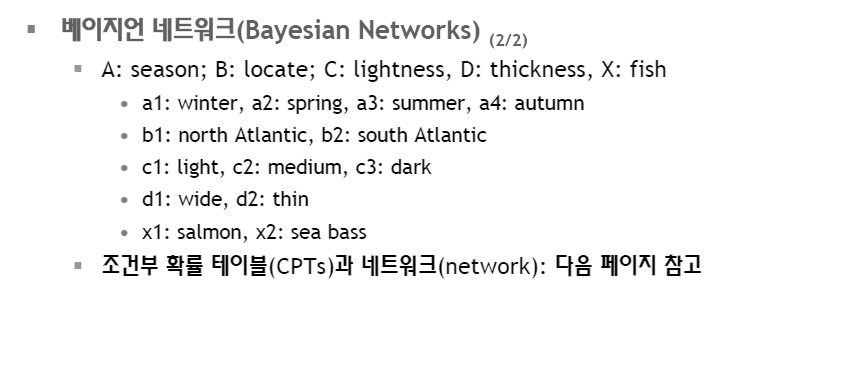 베이지언 네트워크(Bayesian Networks) (2/2)
A: season; B: locate; C: lightness, D: thickness, X: fish
a1: winter, a2: spring, a3: summer, a4: autumn
b1: north Atlantic, b2: south Atlantic
c1: light, c2: medium, c3: dark
d1: wide, d2: thin
x1: salmon, x2: sea bass
조건부 확률 테이블(CPTs)과 네트워크(network): 다음 페이지 참고